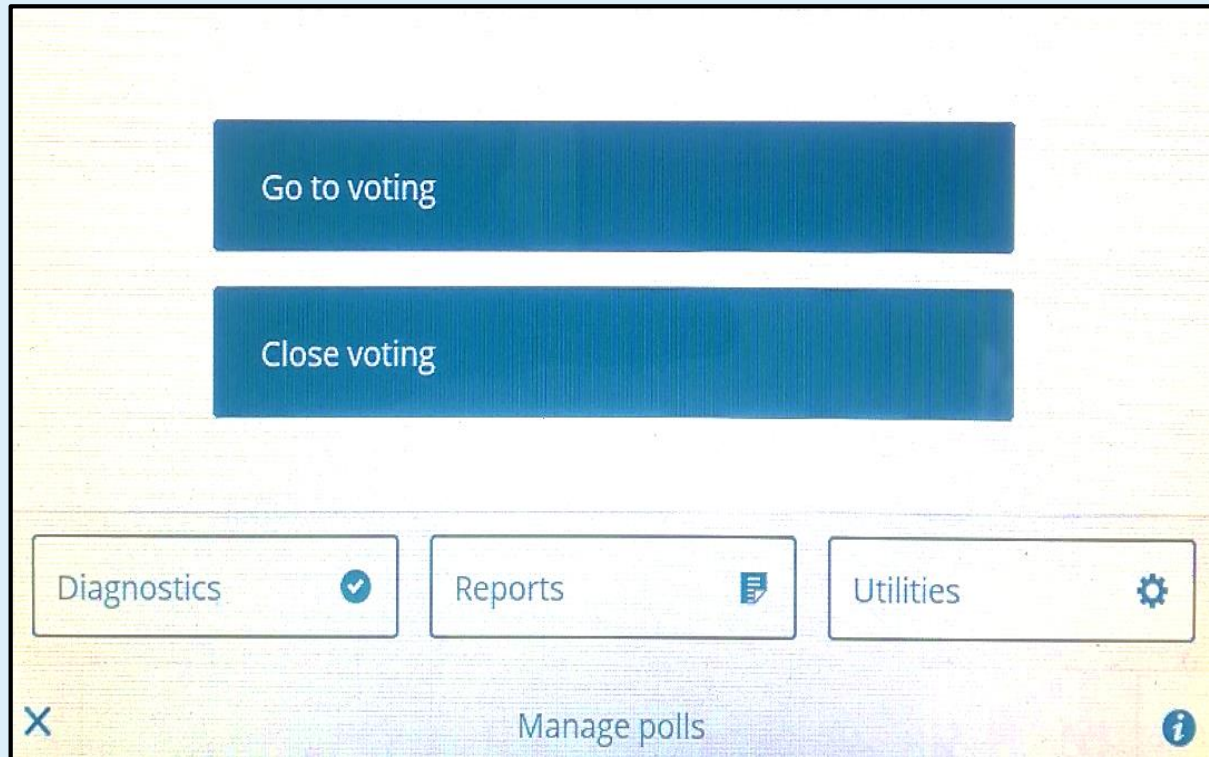 Go to voting
Close voting
Diagnostics
Reports
Utilities
Manage polls